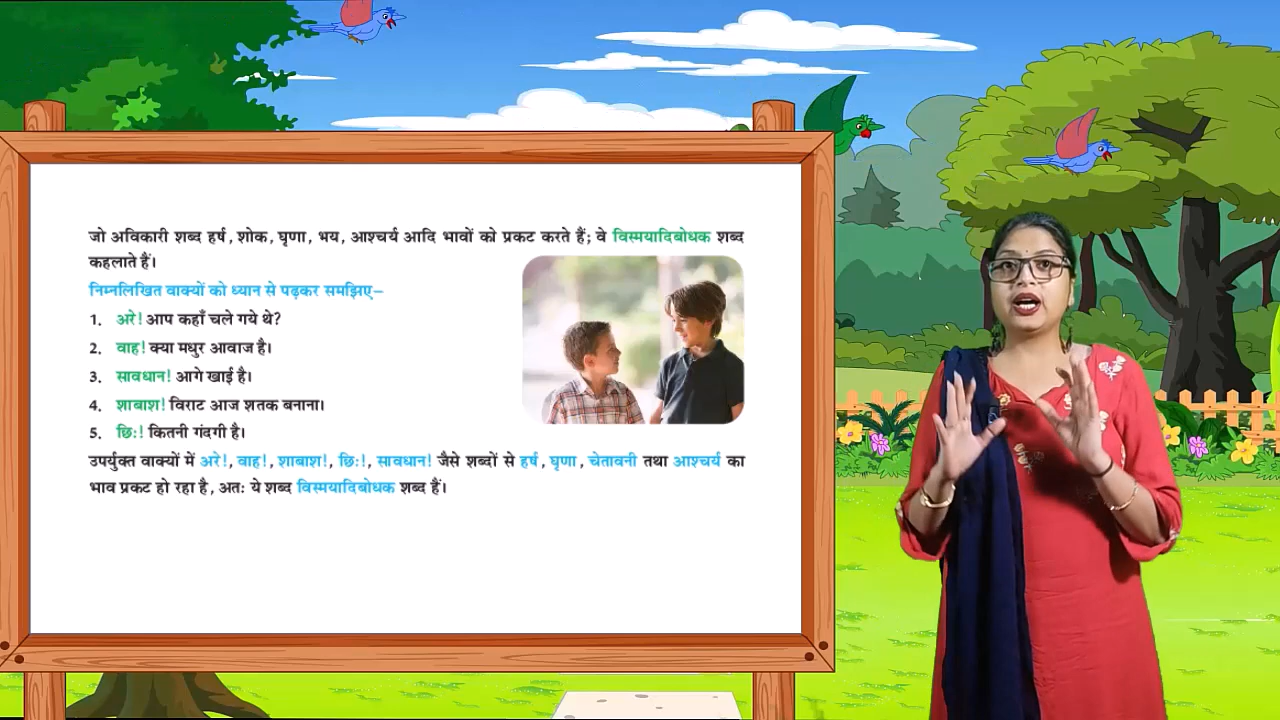 जो अविकारी शब्द हर्ष, शोक, घृणा, भय, आश्चर्य आदि भावों को प्रकट करते हैं; वे विस्मयादिबोधक शब्द
कहलाते हैं।
निम्नलिखित वाक्यों को ध्यान से पढ़कर समझिए–
1. अरे! आप कहाँ चले गये थे?
2. वाह! क्या मधुर आवाज है।
3. सावधान! आगे खाई है।
4. शाबाश! विराट आज शतक बनाना।
5. छिः! कितनी गंदगी है।
उपर्युक्त वाक्यों में अरे!, वाह!, शाबाश!, छिः!, सावधान! जैसे शब्दों से हर्ष, घृणा, चेतावनी तथा आश्चर्य का
भाव प्रकट हो रहा है, अतः ये शब्द विस्मयादिबोधक शब्द हैं।